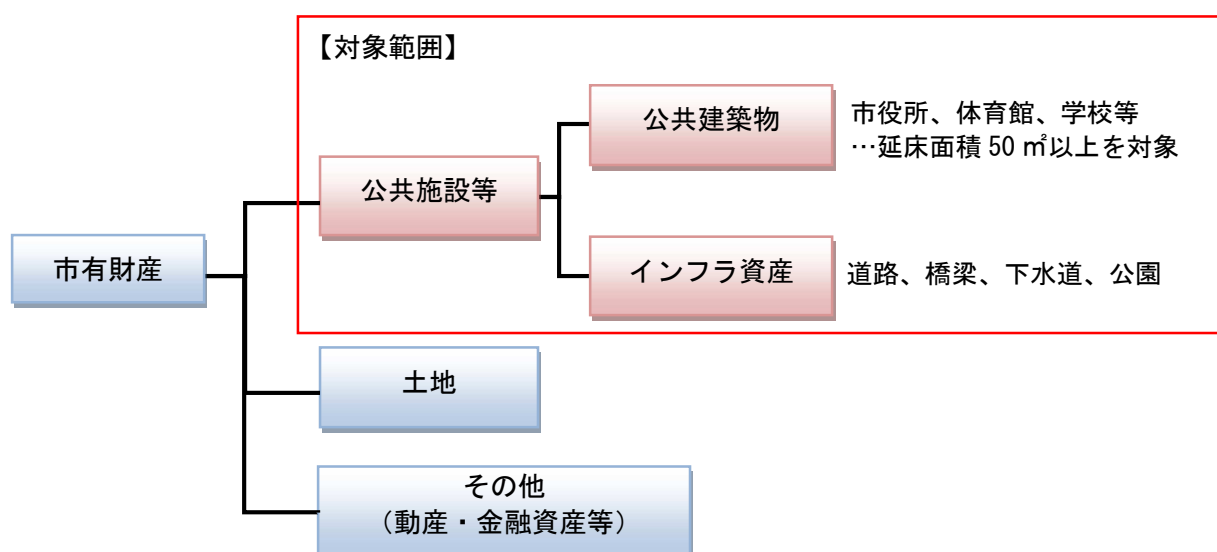 【対象範囲】
公共建築物
市役所、体育館、学校等
…延床面積 50 ㎡以上を対象
公共施設等
市有財産
インフラ資産
道路、橋梁、下水道、公園
土地
その他
（動産・金融資産等）